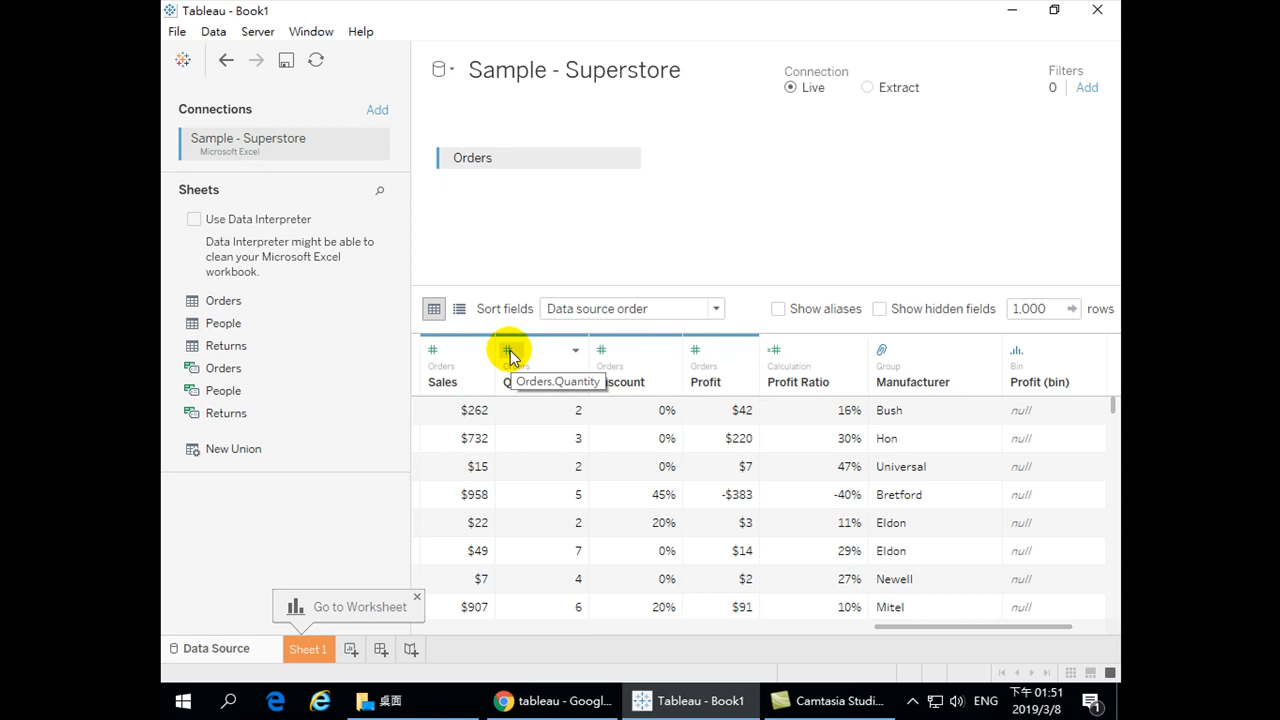 Tableau - Book1
File Data Server Window Help
Connections Add
Sample - Superstore
Microsoft Excel
Sheets
Use Data Interpreter
Data Interpreter might be able to
clean your Microsoft Excel
workbook.
Orders
People
Returns
Orders
People
Returns
New Union
Sample - Superstore
Connection
Live Extract
Filters
0 Add
Orders
Sort fields Data source order Show aliases Show hidden fields 1,000 rows
Orders Orders Orders Orders Calculation Group Bin
Sales Q Orders.Quantity iscount Profit Profit Ratio Manufacturer Profit (bin)
$262 2 0% $42 16% Bush null
$732 3 0% $220 30% Hon null
$15 2 0% $7 47% Universal null
$958 5 45% -$383 -40% Bretford null
$22 2 20% $3 11% Eldon null
$49 7 0% $14 29% Eldon null
$7 4 0% $2 27% Newell null
$907 6 20% $91 10% Mitel null
Go to Worksheet
Data Source Sheet 1
桌面 tableau - Googl... Tableau - Book1 Camtasia Studi... ENG 下午 01:51
2019/3/8 1